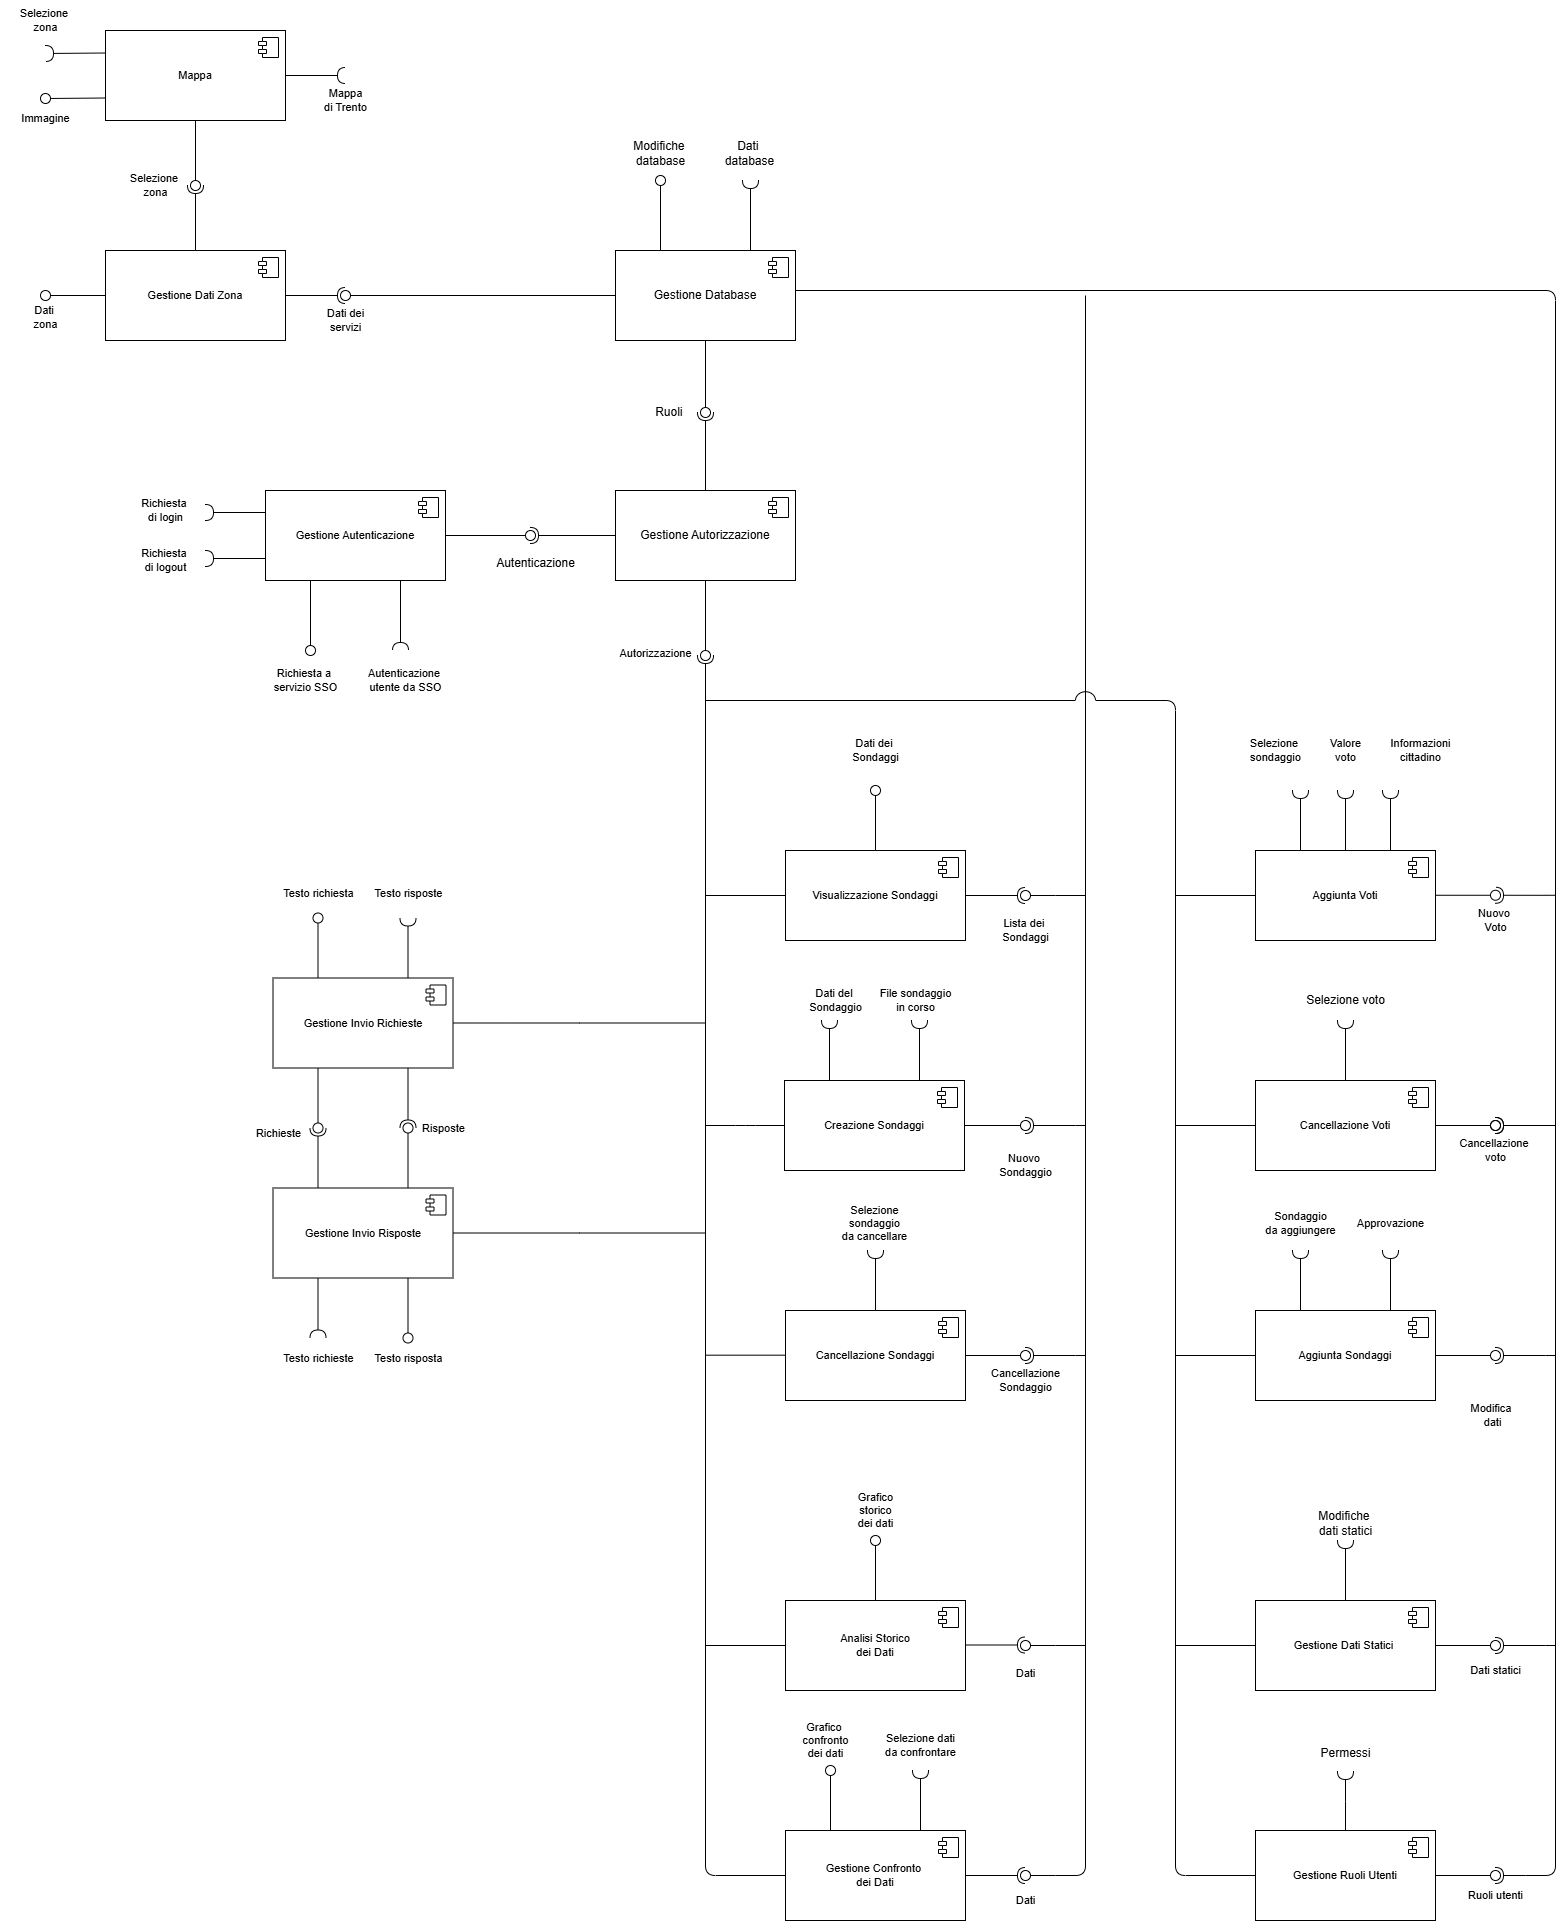 Selezione
zona
Mappa
Immagine
Mappa
di Trento
Modifiche
database
Dati
database
Selezione
zona
Gestione Dati Zona
Gestione Database
Dati
zona
Dati dei
servizi
Ruoli
Richiesta
di login
Gestione Autenticazione
Gestione Autorizzazione
Richiesta
di logout
Autenticazione
Autorizzazione
Richiesta a
servizio SSO
Autenticazione
utente da SSO
Dati dei
Sondaggi
Selezione
sondaggio
Valore
voto
Informazioni
cittadino
Testo richiesta
Testo risposte
Visualizzazione Sondaggi
Lista dei
Sondaggi
Aggiunta Voti
Nuovo
Voto
Dati del
Sondaggio
File sondaggio
in corso
Selezione voto
Gestione Invio Richieste
Richieste
Risposte
Creazione Sondaggi
Nuovo
Sondaggio
Cancellazione Voti
Cancellazione
voto
Selezione
sondaggio
da cancellare
Sondaggio
da aggiungere
Approvazione
Gestione Invio Risposte
Testo richieste
Testo risposta
Cancellazione Sondaggi
Cancellazione
Sondaggio
Aggiunta Sondaggi
Modifica
dati
Grafico
storico
dei dati
Modifiche
dati statici
Analisi Storico
dei Dati
Dati
Gestione Dati Statici
Dati statici
Grafico
confronto
dei dati
Selezione dati
da confrontare
Permessi
Gestione Confronto
dei Dati
Dati
Gestione Ruoli Utenti
Ruoli utenti